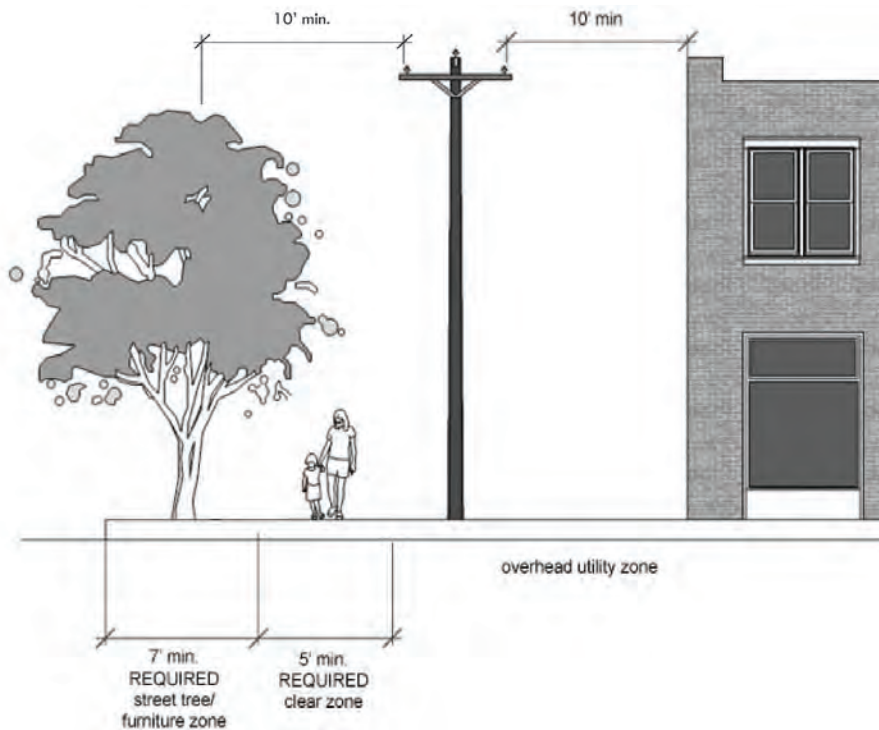 10' min.
10' min
overhead utility zone
7' min.
REQUIRED
street tree/
furniture zone
5' min.
REQUIRED
clear zone